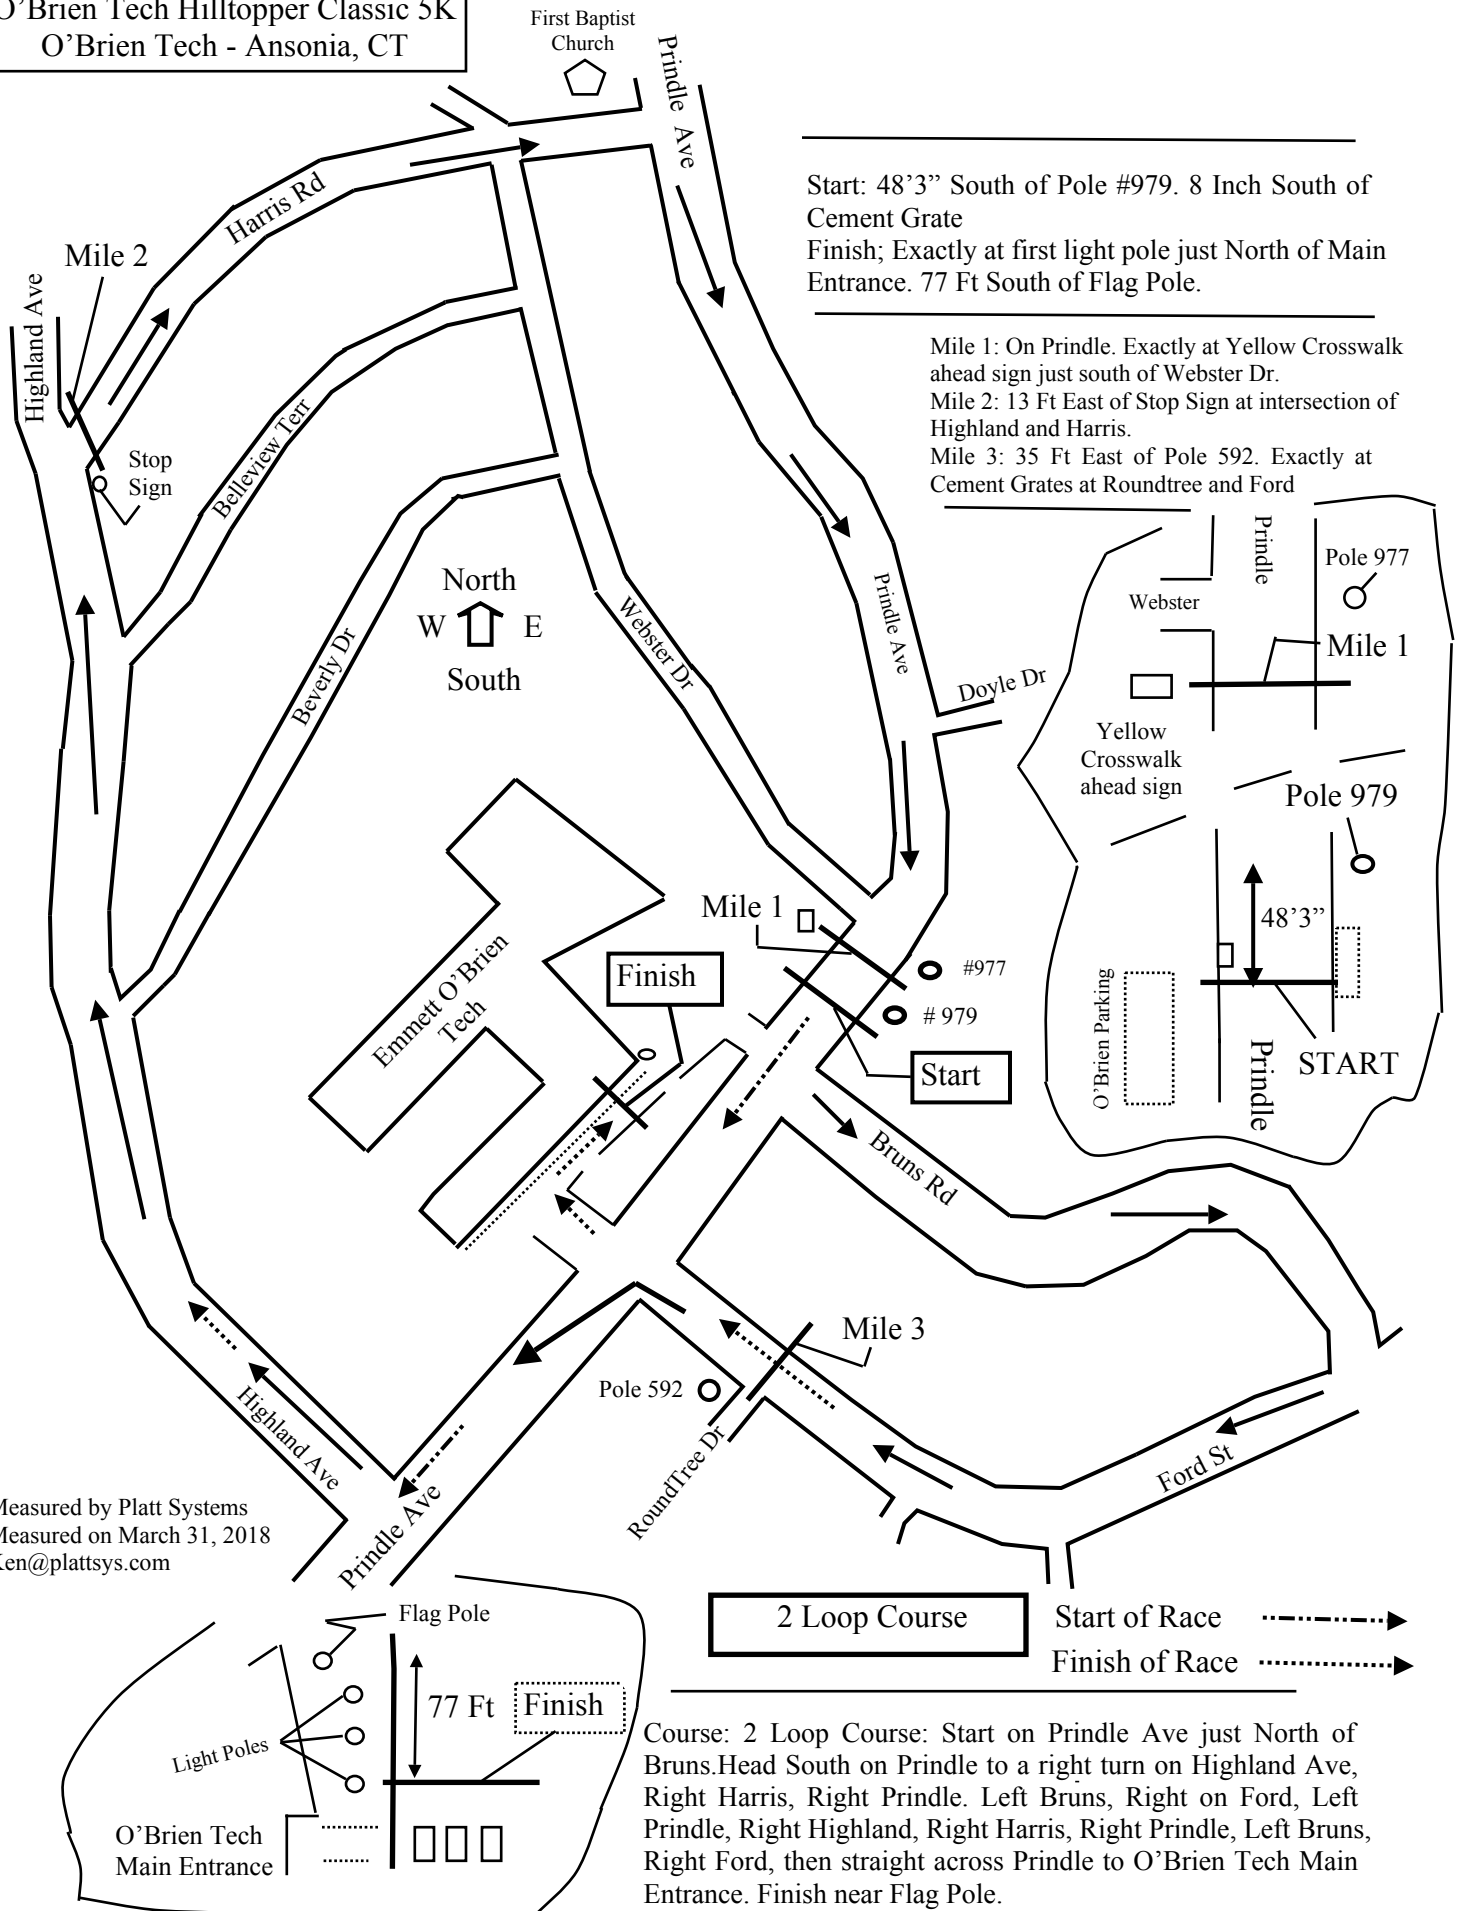 O’Brien Tech Hilltopper Classic 5K
O’Brien Tech - Ansonia, CT
First Baptist
Church
Prindle Ave
Start: 48’3” South of Pole #979. 8 Inch South of
Cement Grate
Finish; Exactly at first light pole just North of Main
Entrance. 77 Ft South of Flag Pole.
Harris Rd
Mile 2
Highland Ave
Mile 1: On Prindle. Exactly at Yellow Crosswalk
ahead sign just south of Webster Dr.
Mile 2: 13 Ft East of Stop Sign at intersection of
Highland and Harris.
Mile 3: 35 Ft East of Pole 592. Exactly at
Cement Grates at Roundtree and Ford
Stop
Sign
Belleview Terr
North
W E
South
Beverly Dr
Webster Dr
Prindle Ave
Doyle Dr
Prindle
Pole 977
Webster
Mile 1
Yellow
Crosswalk
ahead sign
Pole 979
48’3”
O’Brien Parking
Prindle
START
Mile 1
#977
# 979
Finish
Start
Emmett O’Brien
Tech
Bruns Rd
Mile 3
Pole 592
RoundTree Dr
Ford St
Highland Ave
Prindle Ave
Measured by Platt Systems
Measured on March 31, 2018
Ken@plattsys.com
Flag Pole
77 Ft
Finish
Light Poles
O’Brien Tech
Main Entrance
2 Loop Course
Start of Race
Finish of Race
Course: 2 Loop Course: Start on Prindle Ave just North of
Bruns.Head South on Prindle to a right turn on Highland Ave,
Right Harris, Right Prindle. Left Bruns, Right on Ford, Left
Prindle, Right Highland, Right Harris, Right Prindle, Left Bruns,
Right Ford, then straight across Prindle to O’Brien Tech Main
Entrance. Finish near Flag Pole.